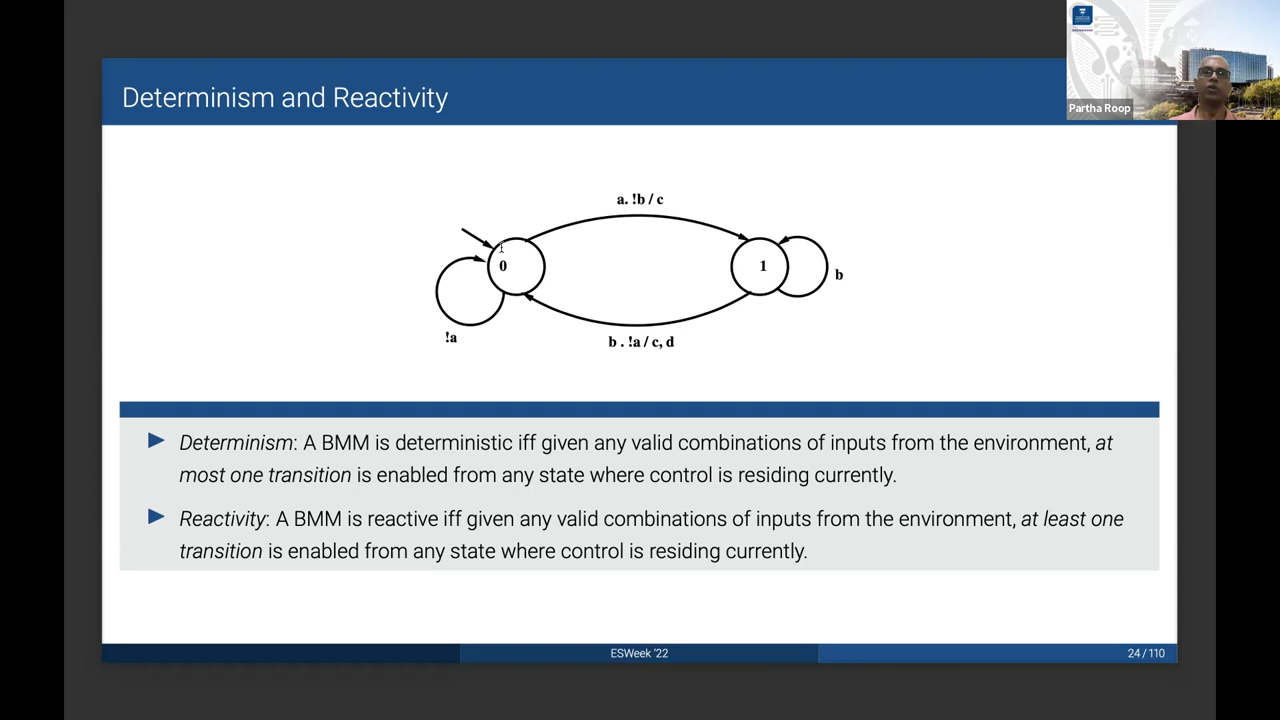 Determinism and Reactivity
Partha Roop
a. !b / c
0
1
b
!a
b . !a / c, d
Determinism: A BMM is deterministic iff given any valid combinations of inputs from the environment, at
most one transition is enabled from any state where control is residing currently.
Reactivity: A BMM is reactive iff given any valid combinations of inputs from the environment, at least one
transition is enabled from any state where control is residing currently.
ESWeek '22
24 / 110